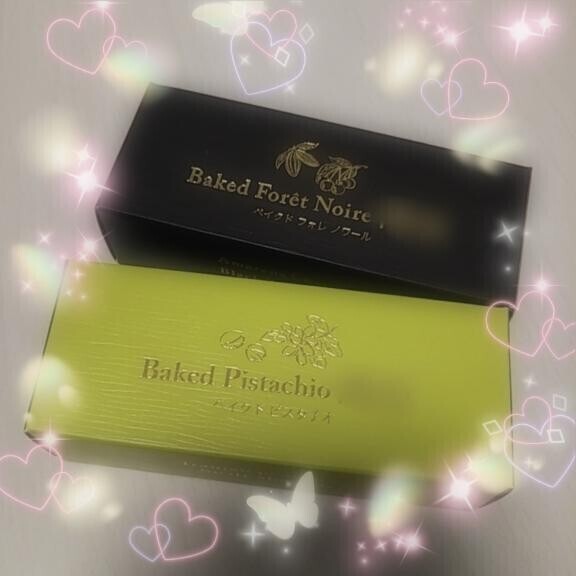 Baked Forêt Noire
ベイクド フォレ ノワール
Baked Pistachio
ベイクド ピスタチオ